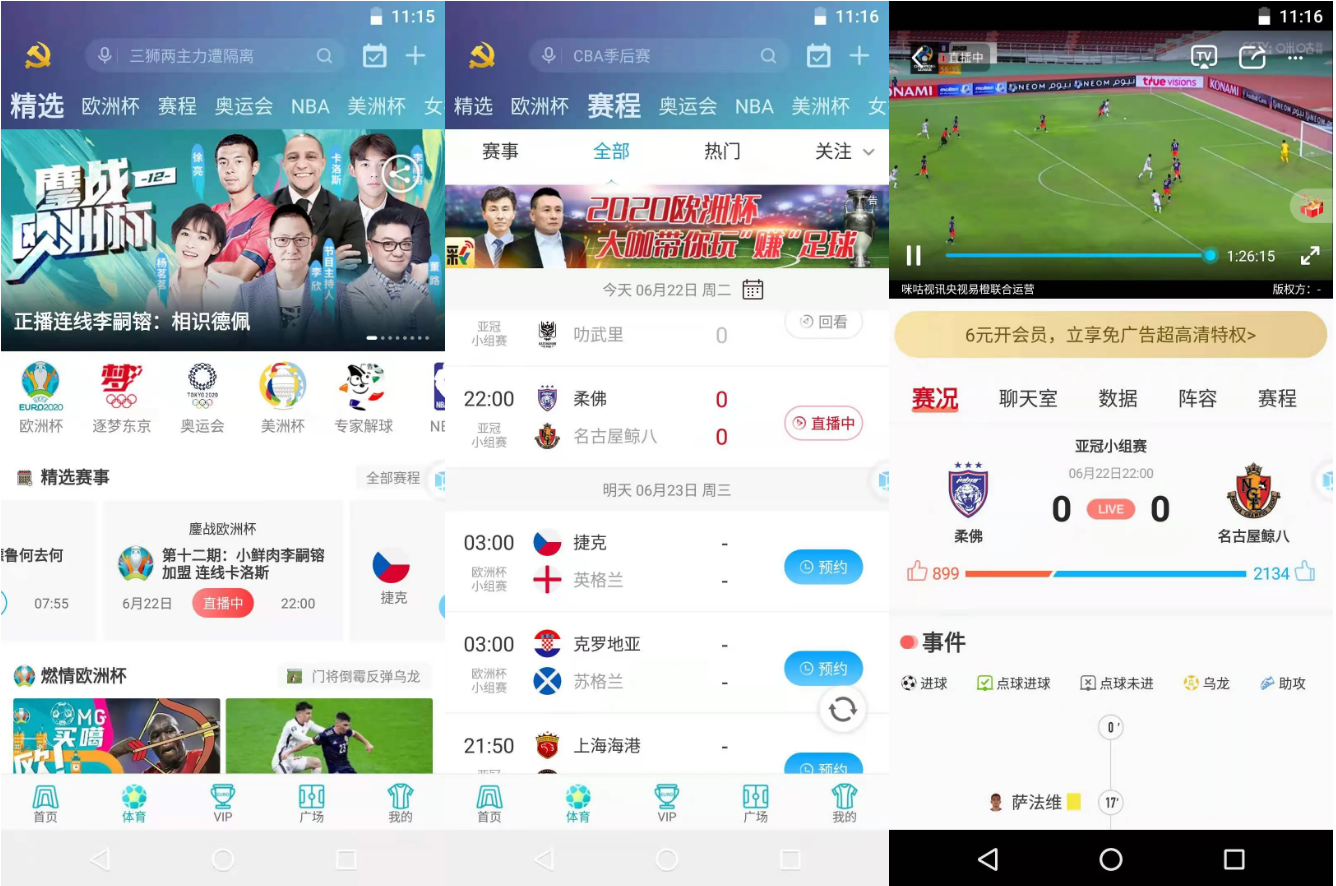 11:15
三狮两主力遭隔离
精选 欧洲杯 赛程 奥运会 NBA 美洲杯 女
鏖战
-12-
欧洲杯
徐亮
卡洛斯
杨茗茗
节目主持人
李欣
董路
正播连线李嗣镕：相识德佩
EURO2020
TOKYO 2020
欧洲杯 逐梦东京 奥运会 美洲杯 专家解球 NB
精选赛事 全部赛程
鲁何去何
07:55
鏖战欧洲杯
第十二期：小鲜肉李嗣镕
加盟 连线卡洛斯
6月22日 直播中 22:00
捷克
燃情欧洲杯 门将倒霉反弹乌龙
MG
买噶
欧
23
首页 体育 VIP 广场 我的
11:16
CBA季后赛
精选 欧洲杯 赛程 奥运会 NBA 美洲杯 女
赛事 全部 热门 关注
2020欧洲杯
大咖带你玩“嫌”足球
广告
彩
今天 06月22日 周二
亚冠
小组赛
叻武里 0 回看
22:00 柔佛 0
亚冠
小组赛
名古屋鲸八 0
直播中
明天 06月23日 周三
03:00 捷克 -
欧洲杯
小组赛
英格兰 -
预约
03:00 克罗地亚 -
欧洲杯
小组赛
苏格兰 -
预约
21:50 上海海港 -
亚冠
预约
首页 体育 VIP 广场 我的
11:16
直播中
TV
KONAMI
NEOM
true visions
KONAMI
NEOM
1:26:15
咪咕视讯央视易橙联合运营 版权方：-
6元开会员，立享免广告超高清特权>
赛况 聊天室 数据 阵容 赛程
亚冠小组赛
06月22日22:00
0 LIVE 0
柔佛 名古屋鲸八
899 2134
事件
进球 点球进球 点球未进 乌龙 助攻
0'
萨法维 17'